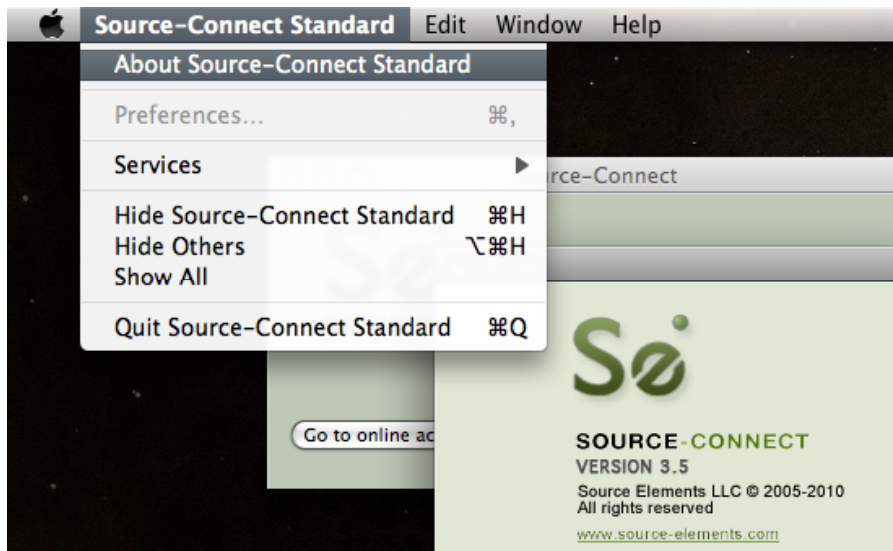 Source-Connect Standard Edit Window Help
About Source-Connect Standard
Preferences... ⌘,
Services ▶
Hide Source-Connect Standard ⌘H
Hide Others ⌥⌘H
Show All
Quit Source-Connect Standard ⌘Q
rce-Connect
Se
Go to online ac
SOURCE-CONNECT
VERSION 3.5
Source Elements LLC © 2005-2010
All rights reserved
www.source-elements.com